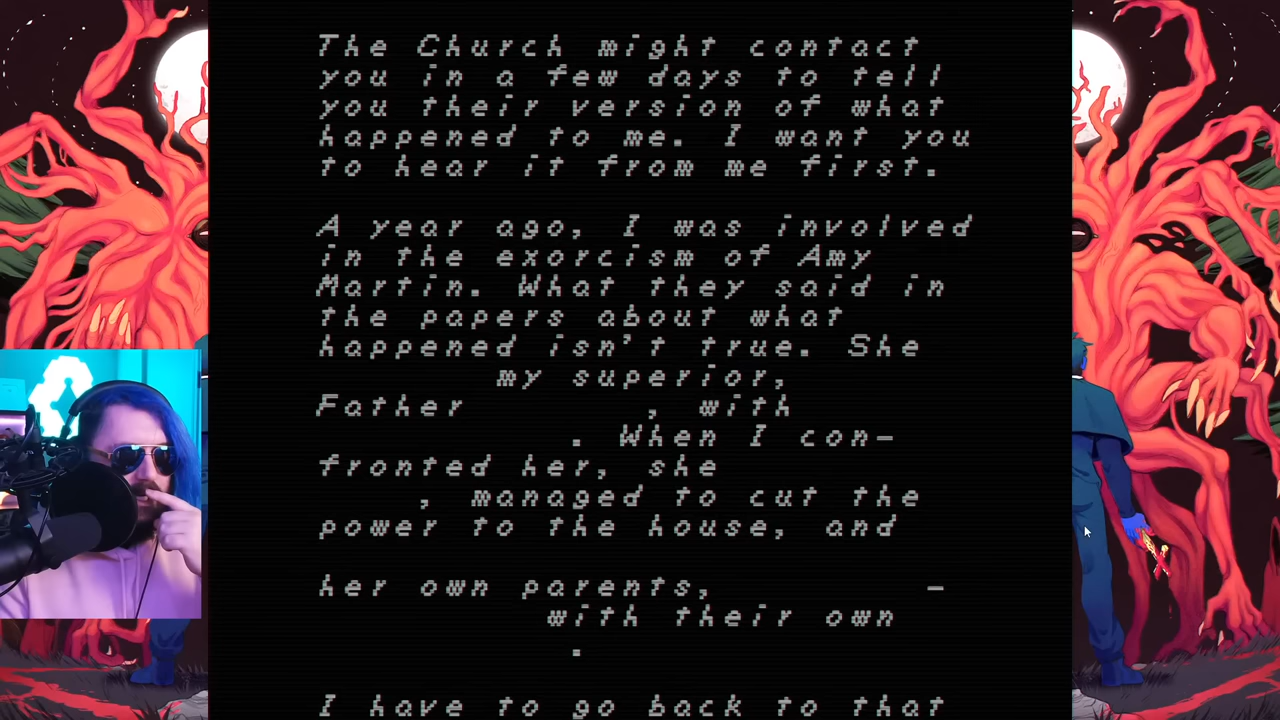 The Church might contact
you in a few days to tell
you their version of what
happened to me. I want you
to hear it from me first.
A year ago, I was involved
in the exorcism of Amy
Martin. What they said in
the papers about what
happened isn't true. She
my superior,
Father , with
. When I con-
fronted her, she
, managed to cut the
power to the house, and
her own parents, -
with their own
.
I have to go back to that